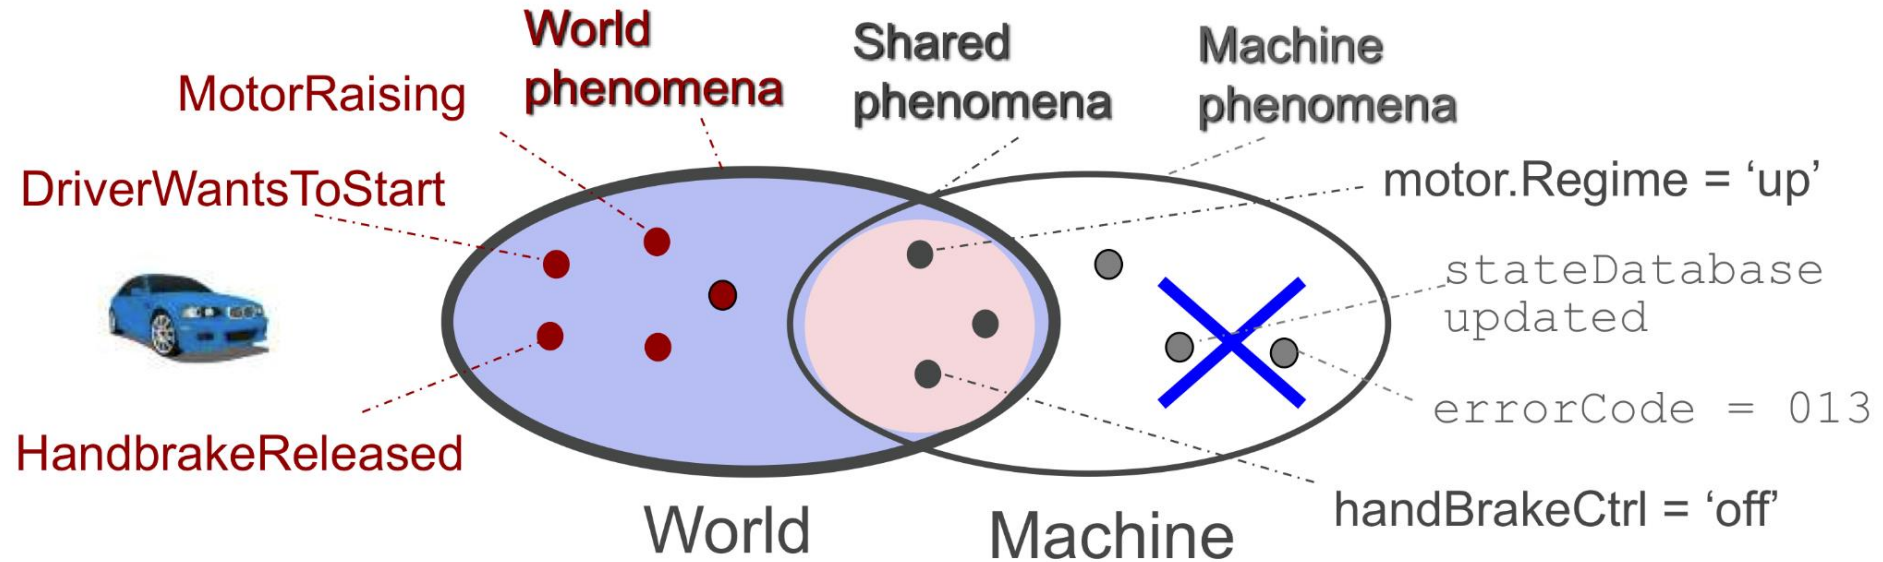 World
phenomena
Shared
phenomena
Machine
phenomena
MotorRaising
DriverWantsToStart
motor.Regime = ‘up’
stateDatabase
updated
errorCode = 013
HandbrakeReleased
handBrakeCtrl = ‘off’
World
Machine